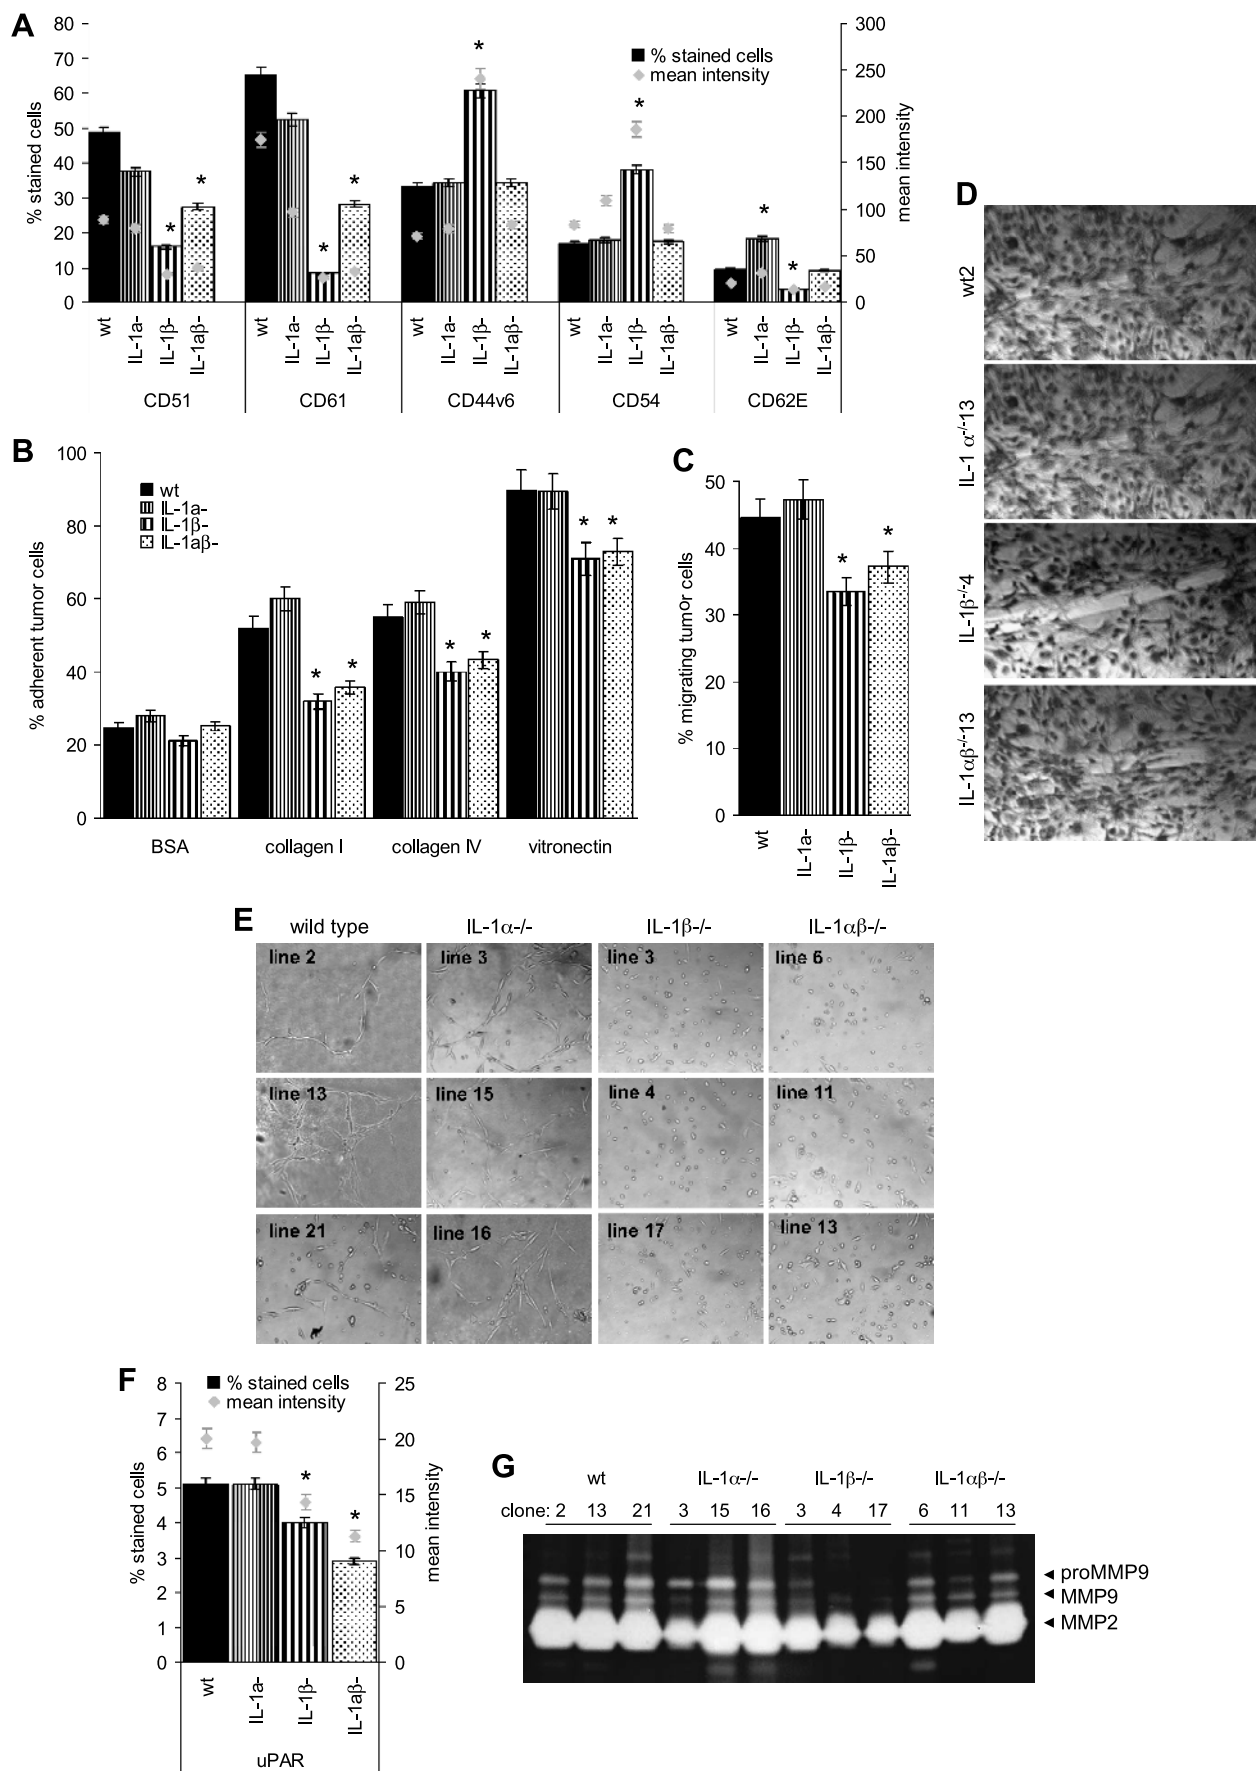 A
80
70
60
50
40
30
20
10
0
% stained cells
300
250
200
150
100
50
0
mean intensity
% stained cells
mean intensity
*
*
*
*
*
*
*
*
wt
IL-1a-
IL-1β-
IL-1aβ-
wt
IL-1a-
IL-1β-
IL-1aβ-
wt
IL-1a-
IL-1β-
IL-1aβ-
wt
IL-1a-
IL-1β-
IL-1aβ-
wt
IL-1a-
IL-1β-
IL-1aβ-
CD51 CD61 CD44v6 CD54 CD62E
B
100
80
60
40
20
0
% adherent tumor cells
wt
IL-1a-
IL-1β-
IL-1aβ-
* * * * * *
BSA collagen I collagen IV vitronectin
C
50
40
30
20
10
0
% migrating tumor cells
* *
wt
IL-1a-
IL-1β-
IL-1aβ-
D
wt2
IL-1 α-/-13
IL-1β-/-4
IL-1αβ-/-13
E
wild type IL-1α-/- IL-1β-/- IL-1αβ-/-
line 2 line 3 line 3 line 6
line 13 line 15 line 4 line 11
line 21 line 16 line 17 line 13
F
8
7
6
5
4
3
2
1
0
% stained cells
25
20
15
10
5
0
mean intensity
% stained cells
mean intensity
*
*
wt
IL-1a-
IL-1β-
IL-1aβ-
uPAR
G
wt IL-1α-/- IL-1β-/- IL-1αβ-/-
clone: 2 13 21 3 15 16 3 4 17 6 11 13
proMMP9
MMP9
MMP2